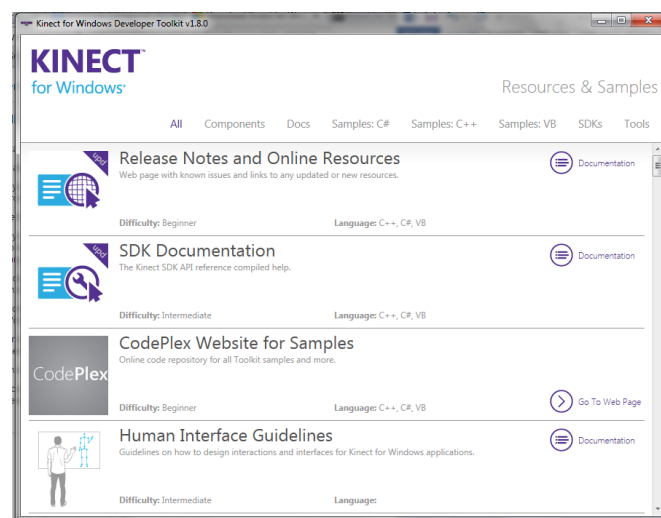 Kinect for Windows Developer Toolkit v1.8.0
KINECT™
for Windows®
Resources & Samples
All Components Docs Samples: C# Samples: C++ Samples: VB SDKs Tools
upd
Release Notes and Online Resources
Web page with known issues and links to any updated or new resources.
Documentation
Difficulty: Beginner Language: C++, C#, VB
upd
SDK Documentation
The Kinect SDK API reference compiled help.
Documentation
Difficulty: Intermediate Language: C++, C#, VB
CodePlex
CodePlex Website for Samples
Online code repository for all Toolkit samples and more.
Difficulty: Beginner Language: C++, C#, VB
Go To Web Page
Human Interface Guidelines
Guidelines on how to design interactions and interfaces for Kinect for Windows applications.
Documentation
Difficulty: Intermediate Language: